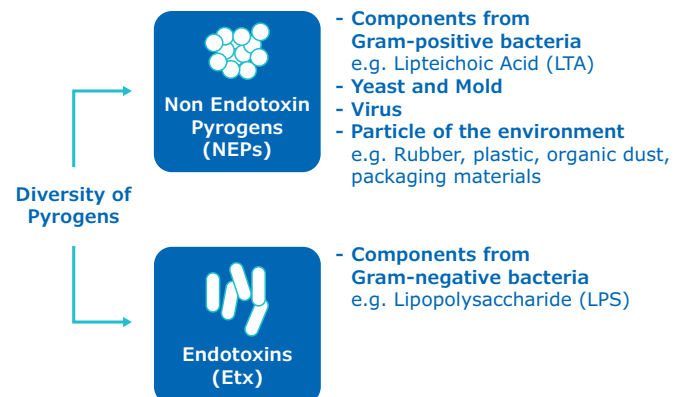 Diversity of
Pyrogens
Non Endotoxin
Pyrogens
(NEPs)
- Components from
Gram-positive bacteria
e.g. Lipteichoic Acid (LTA)
- Yeast and Mold
- Virus
- Particle of the environment
e.g. Rubber, plastic, organic dust,
packaging materials
Endotoxins
(Etx)
- Components from
Gram-negative bacteria
e.g. Lipopolysaccharide (LPS)